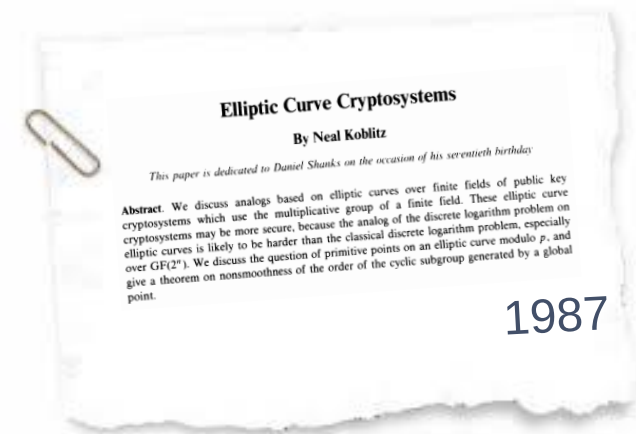 Elliptic Curve Cryptosystems
By Neal Koblitz
This paper is dedicated to Daniel Shanks on the occasion of his seventieth birthday
Abstract. We discuss analogs based on elliptic curves over finite fields of public key
cryptosystems which use the multiplicative group of a finite field. These elliptic curve
cryptosystems may be more secure, because the analog of the discrete logarithm problem on
elliptic curves is likely to be harder than the classical discrete logarithm problem, especially
over GF(2ⁿ). We discuss the question of primitive points on an elliptic curve modulo p, and
give a theorem on nonsmoothness of the order of the cyclic subgroup generated by a global
point.
1987